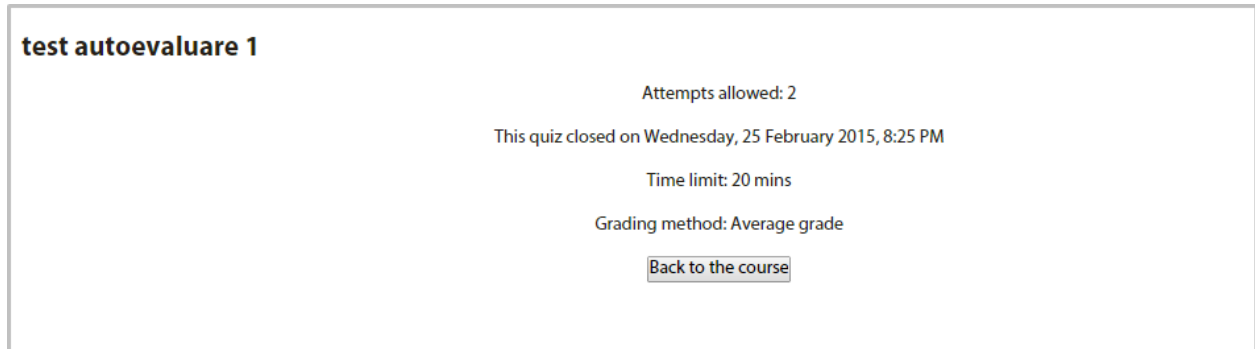 test autoevaluare 1
Attempts allowed: 2
This quiz closed on Wednesday, 25 February 2015, 8:25 PM
Time limit: 20 mins
Grading method: Average grade
Back to the course